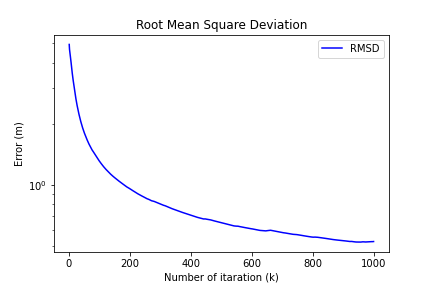 Root Mean Square Deviation
RMSD
Error (m)
10⁰
0 200 400 600 800 1000
Number of itaration (k)